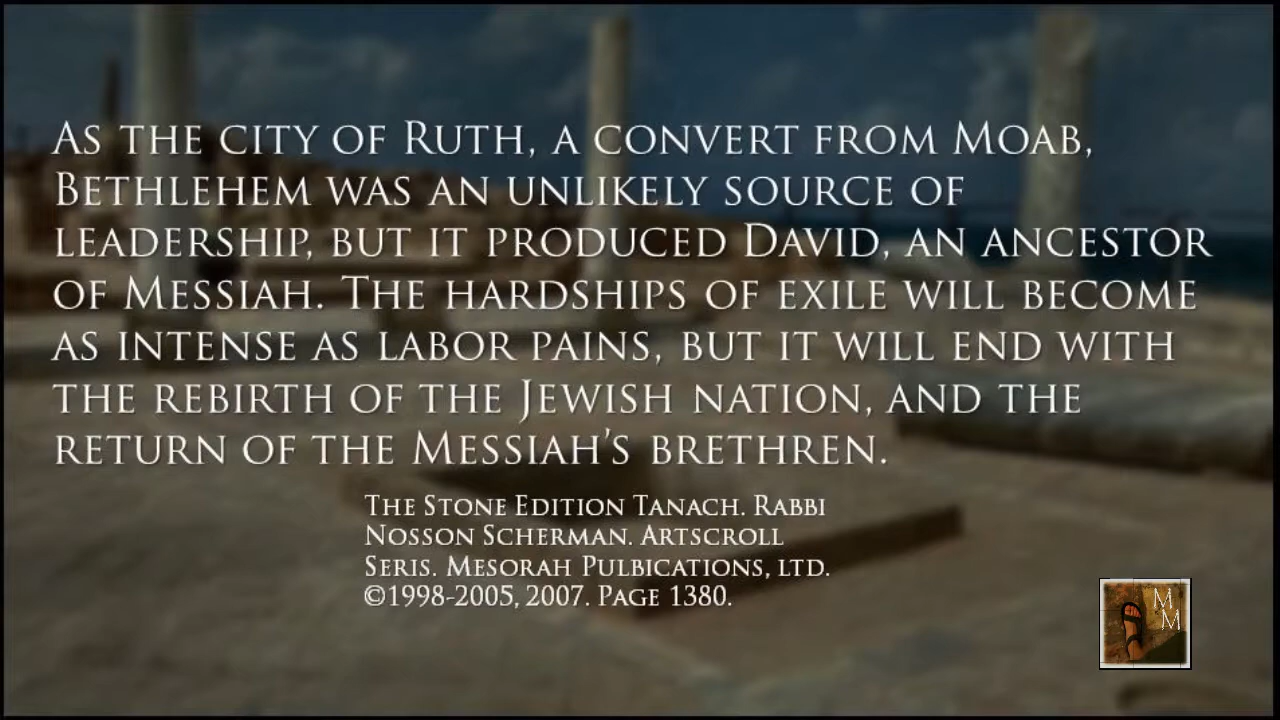 As the city of Ruth, a convert from Moab,
Bethlehem was an unlikely source of
leadership, but it produced David, an ancestor
of Messiah. The hardships of exile will become
as intense as labor pains, but it will end with
the rebirth of the Jewish nation, and the
return of the Messiah's brethren.
The Stone Edition Tanach. Rabbi
Nosson Scherman. Artscroll
Seris. Mesorah Pulbications, ltd.
©1998-2005, 2007. Page 1380.
M
M